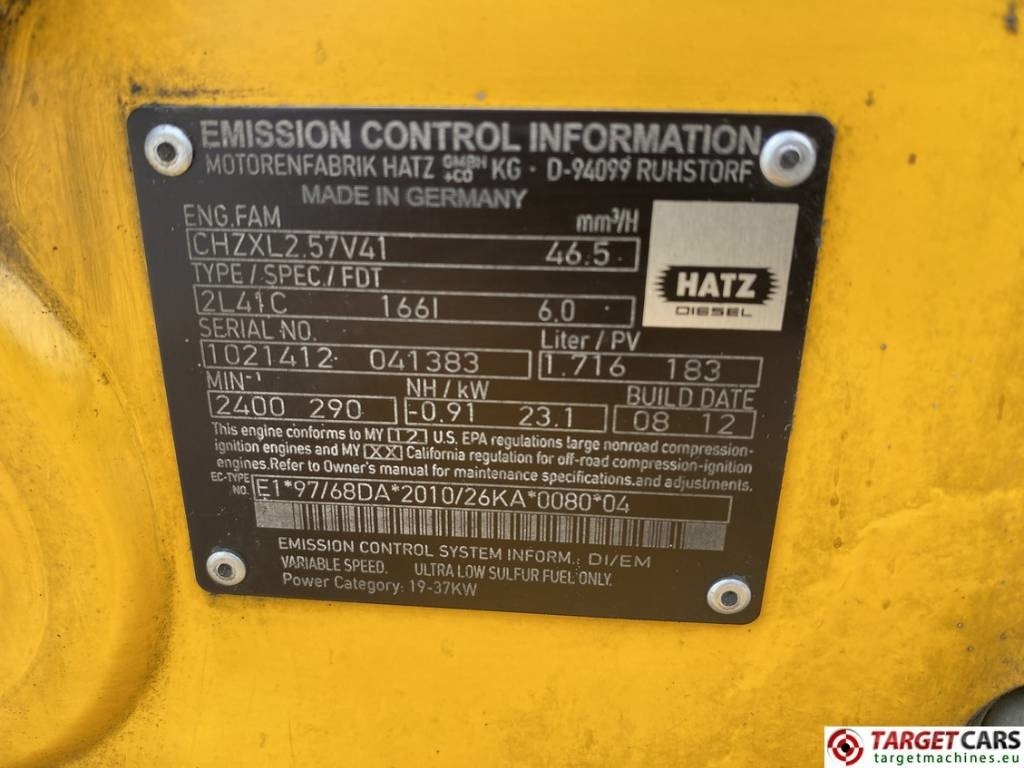 EMISSION CONTROL INFORMATION
MOTORENFABRIK HATZ GMBH +CO KG · D-94099 RUHSTORF
MADE IN GERMANY
ENG.FAM mm³/H
CHZXL2.57V41 46.5
TYPE / SPEC./ FDT
2L41C 166I 6.0
HATZ
DIESEL
SERIAL NO. Liter / PV
1021412 041383 1.716 183
MIN-¹ NH / kW BUILD DATE
2400 290 -0.91 23.1 08 12
This engine conforms to MY 12 U.S. EPA regulations large nonroad compression-
ignition engines and MY XX California regulation for off-road compression-ignition
engines.Refer to Owner's manual for maintenance specifications.and adjustments.
EC-TYPE NO. E1*97/68DA*2010/26KA*0080*04
EMISSION CONTROL SYSTEM INFORM.: DI/EM
VARIABLE SPEED. ULTRA LOW SULFUR FUEL ONLY.
Power Category: 19-37KW
TARGETCARS
targetmachines.eu